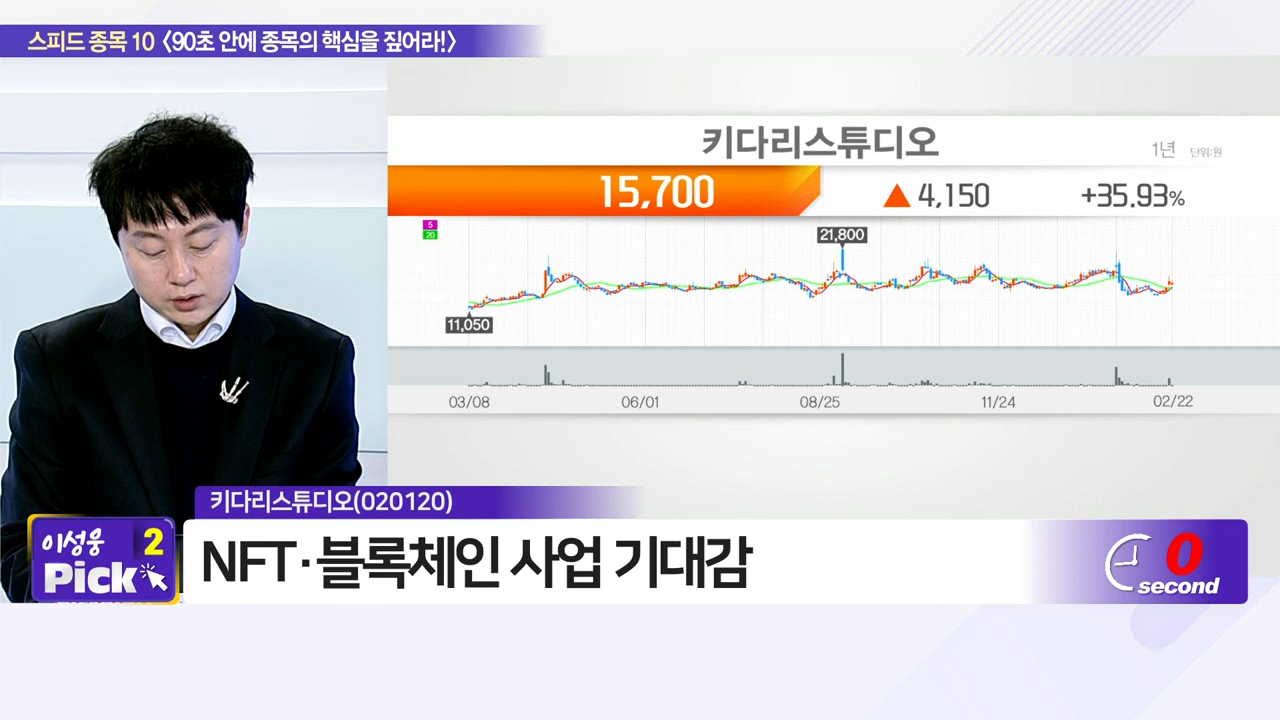 스피드 종목 10 〈90초 안에 종목의 핵심을 짚어라!〉
키다리스튜디오
1년 단위:원
15,700 ▲ 4,150 +35.93%
5
20
21,800
11,050
03/08 06/01 08/25 11/24 02/22
키다리스튜디오(020120)
이성웅 2
Pick
NFT·블록체인 사업 기대감
0
second